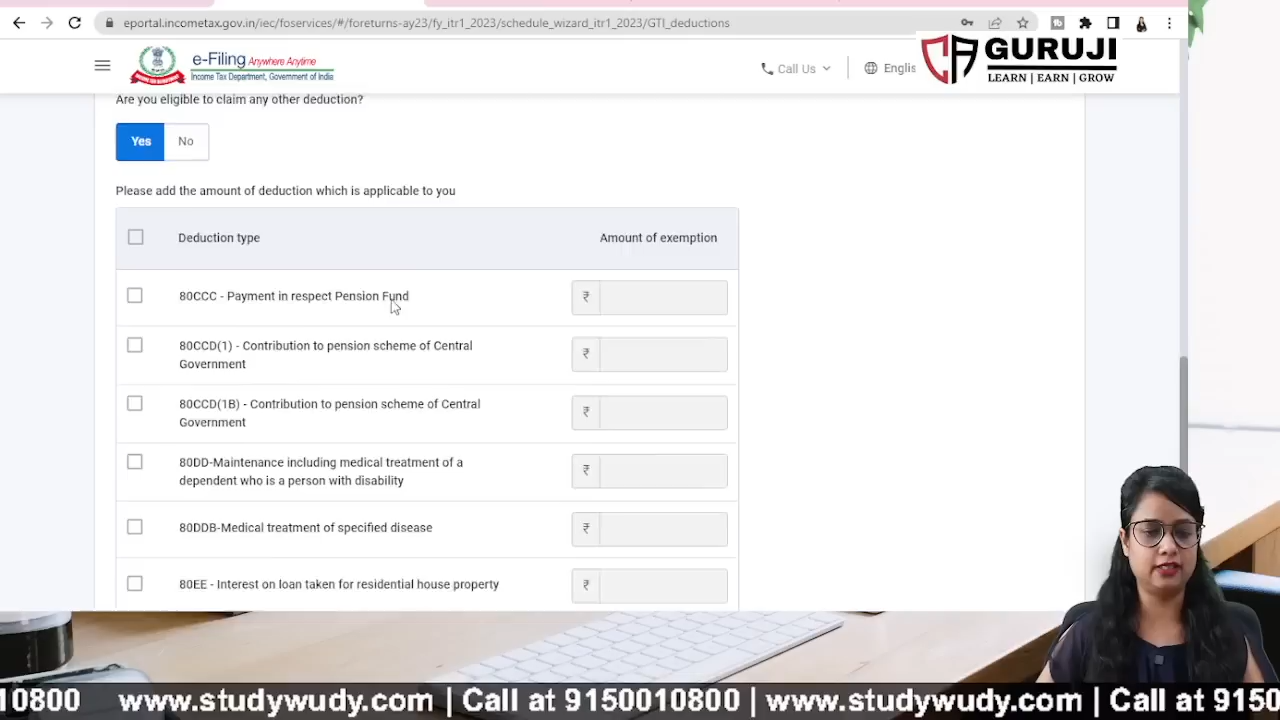 eportal.incometax.gov.in/iec/foservices/#/foreturns-ay23/fy_itr1_2023/schedule_wizard_itr1_2023/GTI_deductions
e-Filing Anywhere Anytime
Income Tax Department, Government of India
Call Us
Englis
CA GURUJI
LEARN | EARN | GROW
Are you eligible to claim any other deduction?
Yes No
Please add the amount of deduction which is applicable to you
Deduction type Amount of exemption
80CCC - Payment in respect Pension Fund ₹
80CCD(1) - Contribution to pension scheme of Central
Government ₹
80CCD(1B) - Contribution to pension scheme of Central
Government ₹
80DD-Maintenance including medical treatment of a
dependent who is a person with disability ₹
80DDB-Medical treatment of specified disease ₹
80EE - Interest on loan taken for residential house property ₹
10800 www.studywudy.com | Call at 9150010800 | www.studywudy.com | Call at 9150